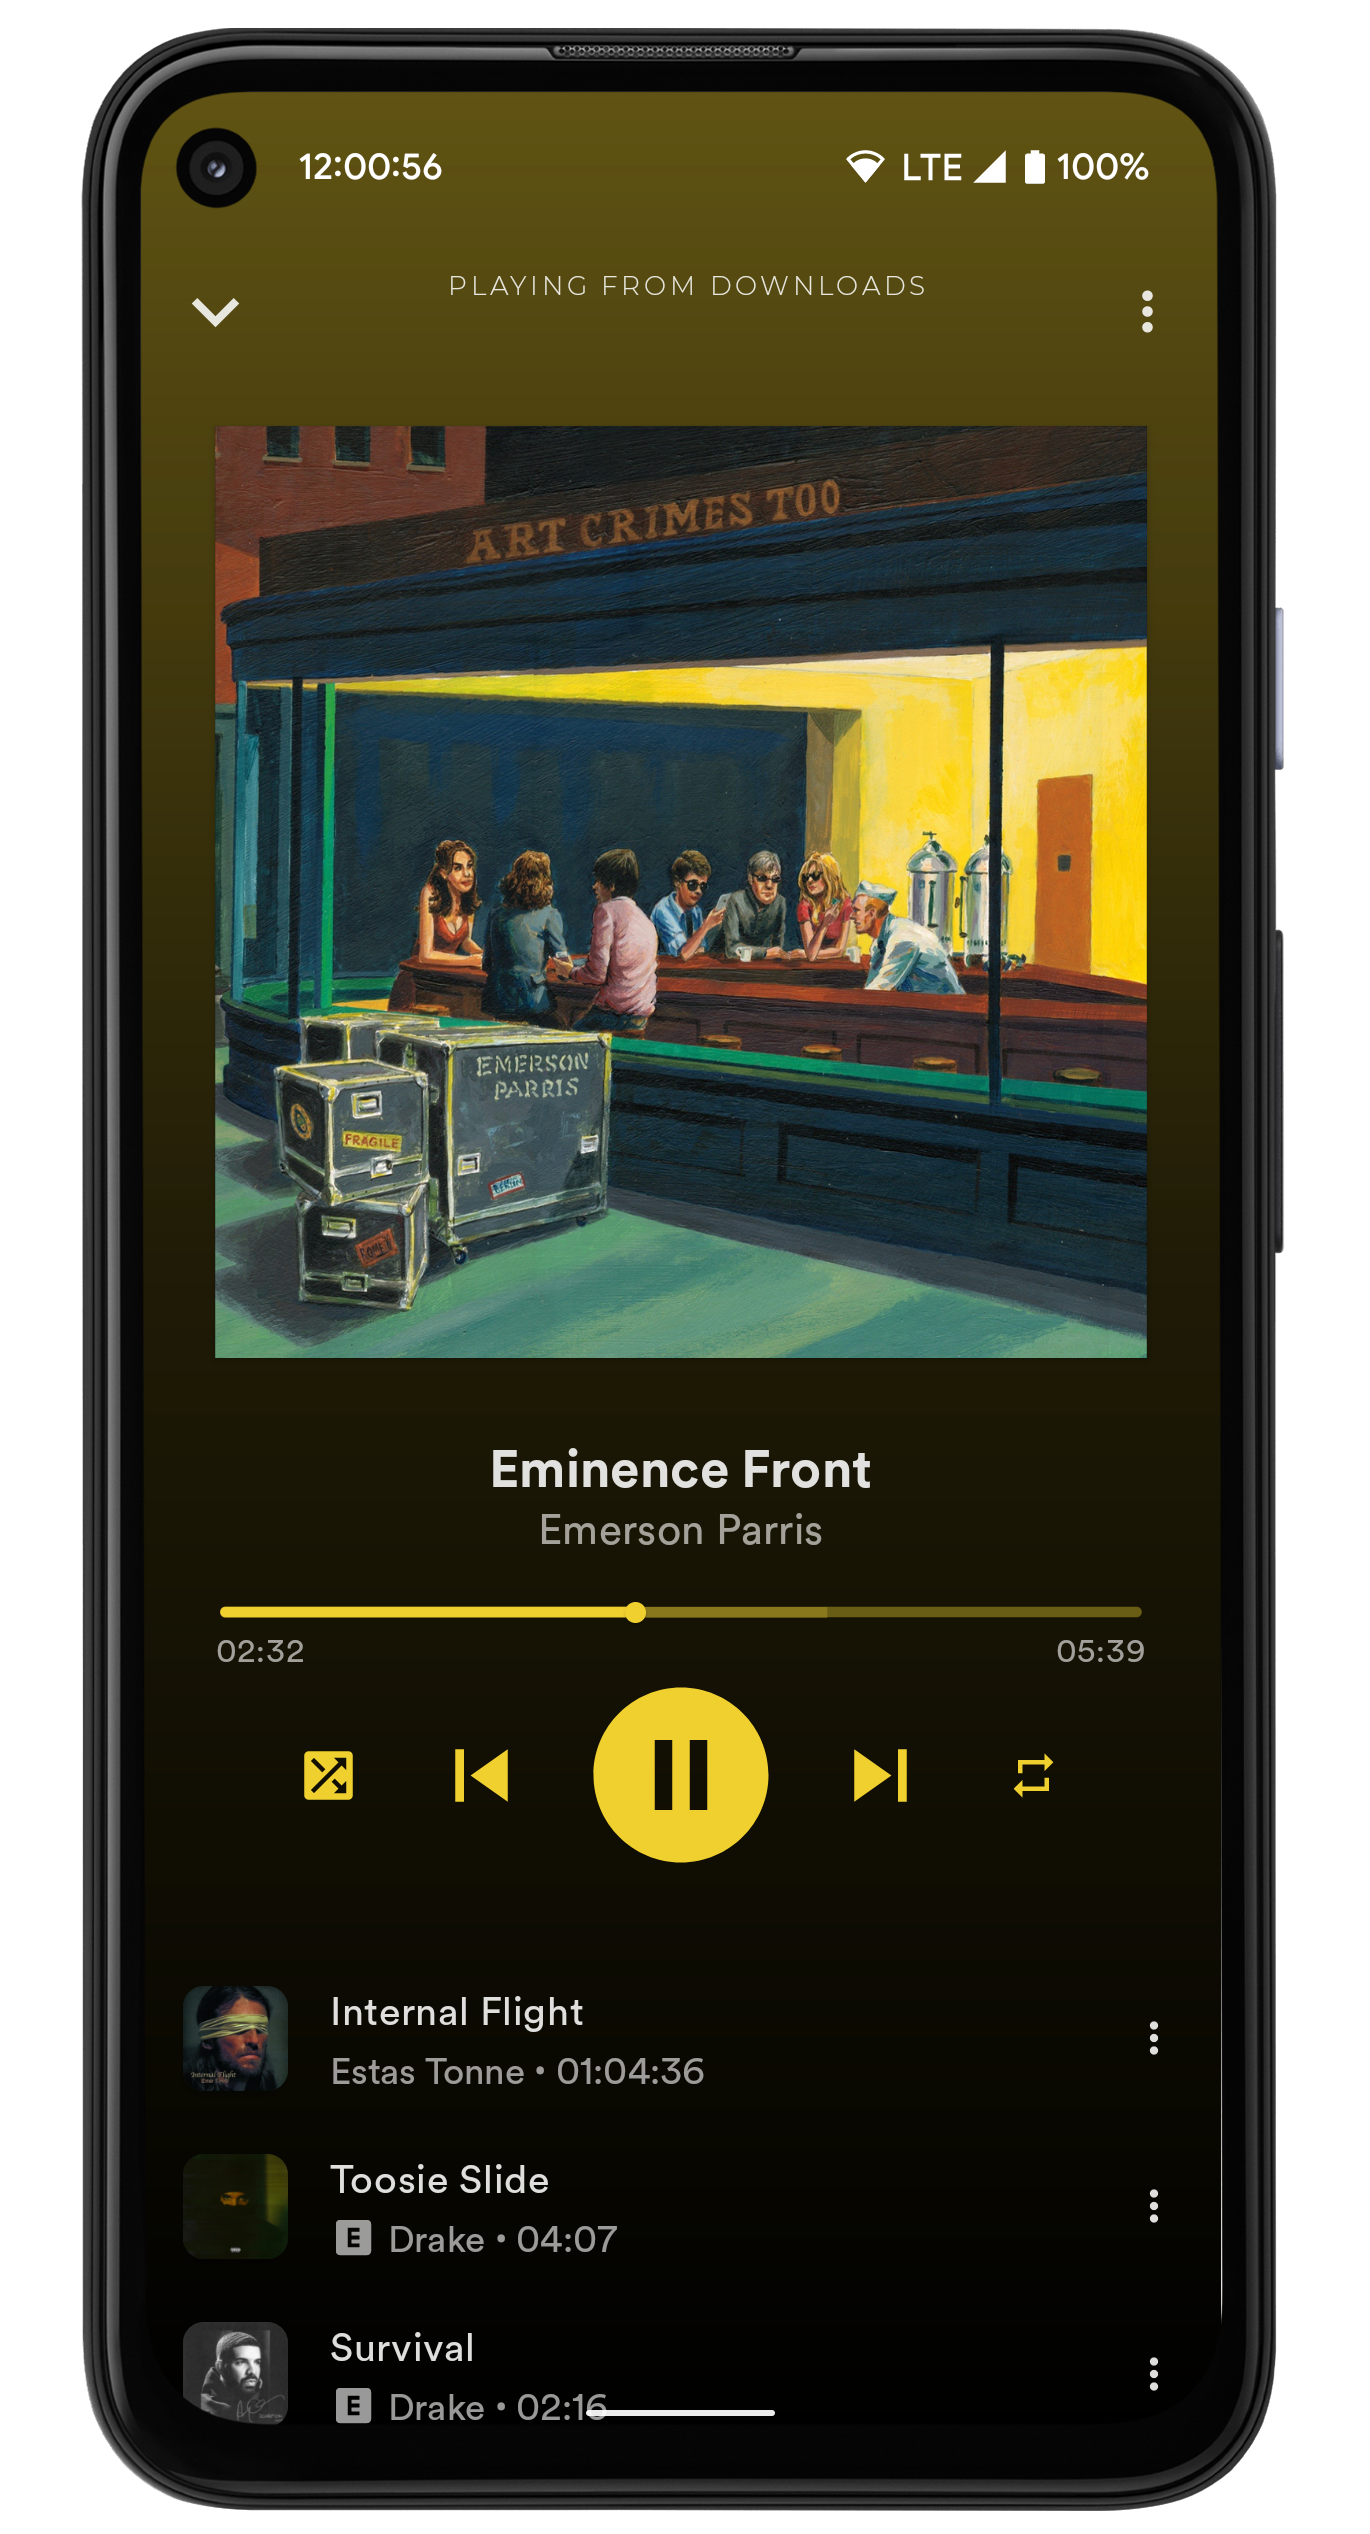 12:00:56 LTE 100%
PLAYING FROM DOWNLOADS
ART CRIMES TOO
EMERSON
PARRIS
FRAGILE
Eminence Front
Emerson Parris
02:32 05:39
Internal Flight
Internal Flight
Estas Tonne • 01:04:36
Toosie Slide
E Drake • 04:07
Survival
E Drake • 02:16